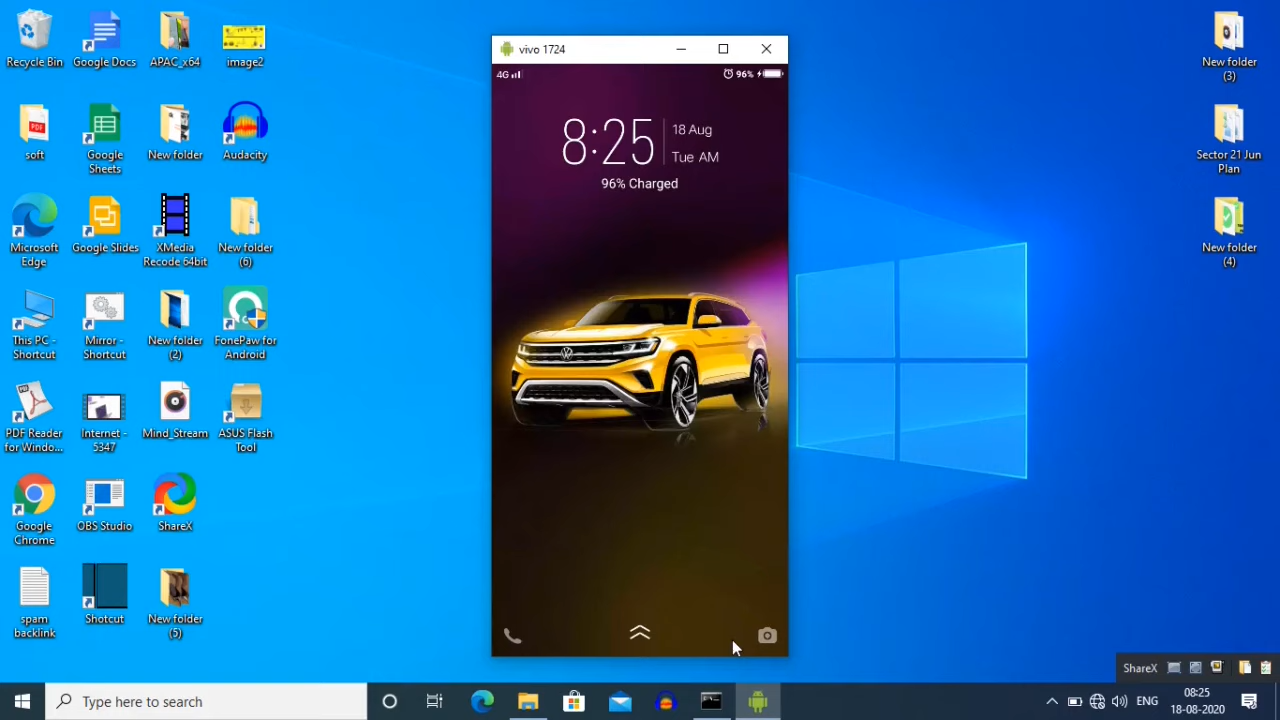 Recycle Bin
Google Docs
APAC_x64
image2
soft
Google
Sheets
New folder
Audacity
Microsoft
Edge
Google Slides
XMedia
Recode 64bit
New folder
(6)
This PC -
Shortcut
Mirror -
Shortcut
New folder
(2)
FonePaw for
Android
PDF Reader
for Windo...
Internet -
5347
Mind_Stream
ASUS Flash
Tool
Google
Chrome
OBS Studio
ShareX
spam
backlink
Shotcut
New folder
(5)
vivo 1724
4G
96%
8:25
18 Aug
Tue AM
96% Charged
New folder
(3)
Sector 21 Jun
Plan
New folder
(4)
ShareX
Type here to search
ENG
08:25
18-08-2020